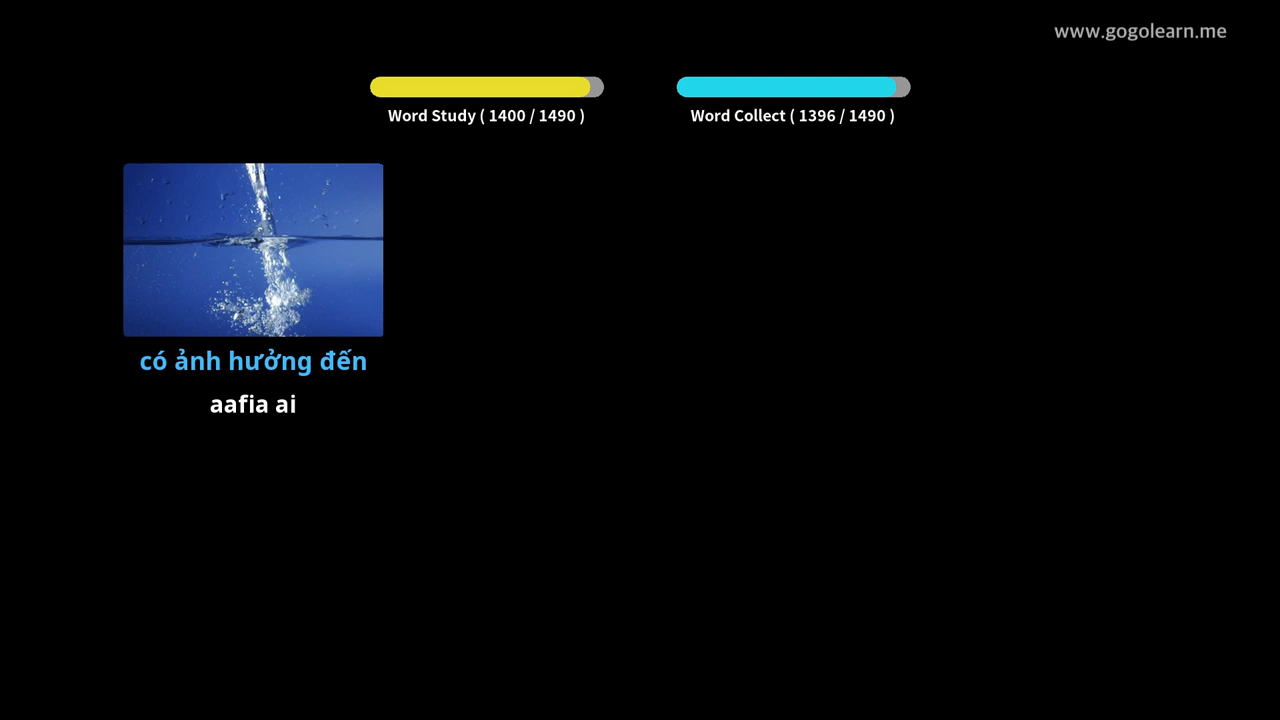 www.gogolearn.me
Word Study ( 1400 / 1490 )
Word Collect ( 1396 / 1490 )
có ảnh hưởng đến
aafia ai